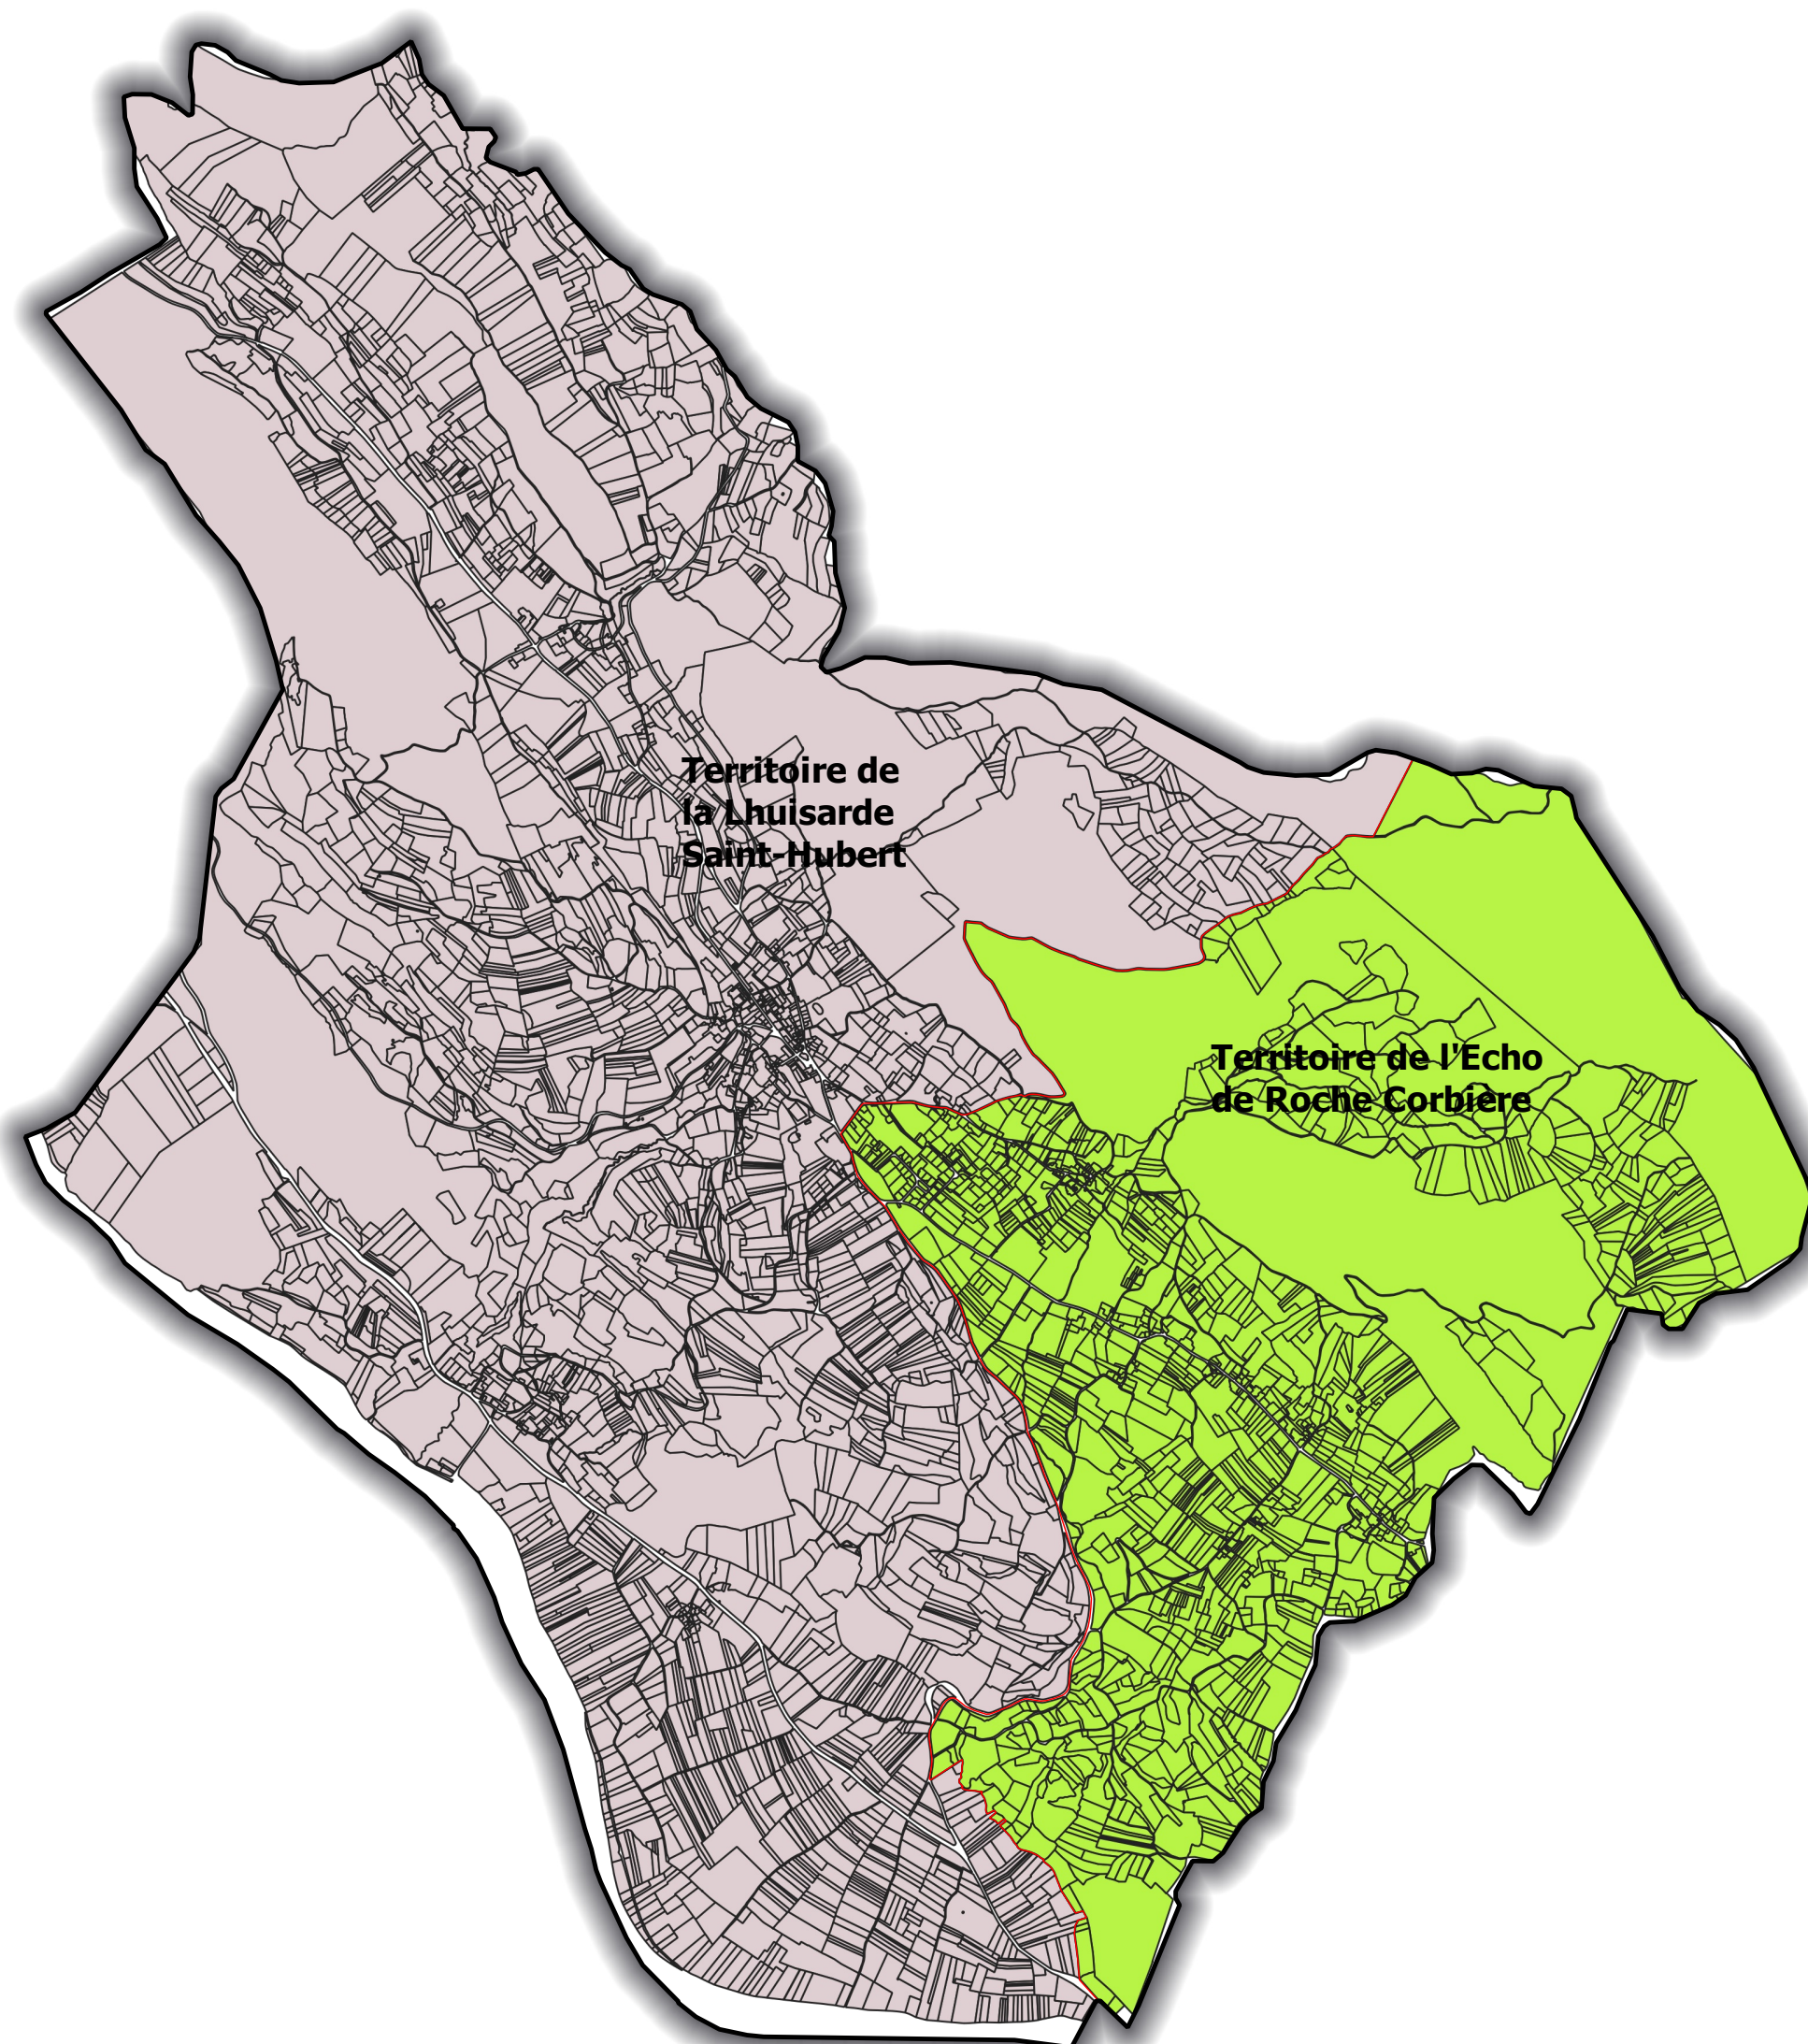 Territoire de
la Lhuisarde
Saint-Hubert
Territoire de l'Echo
de Roche Corbière